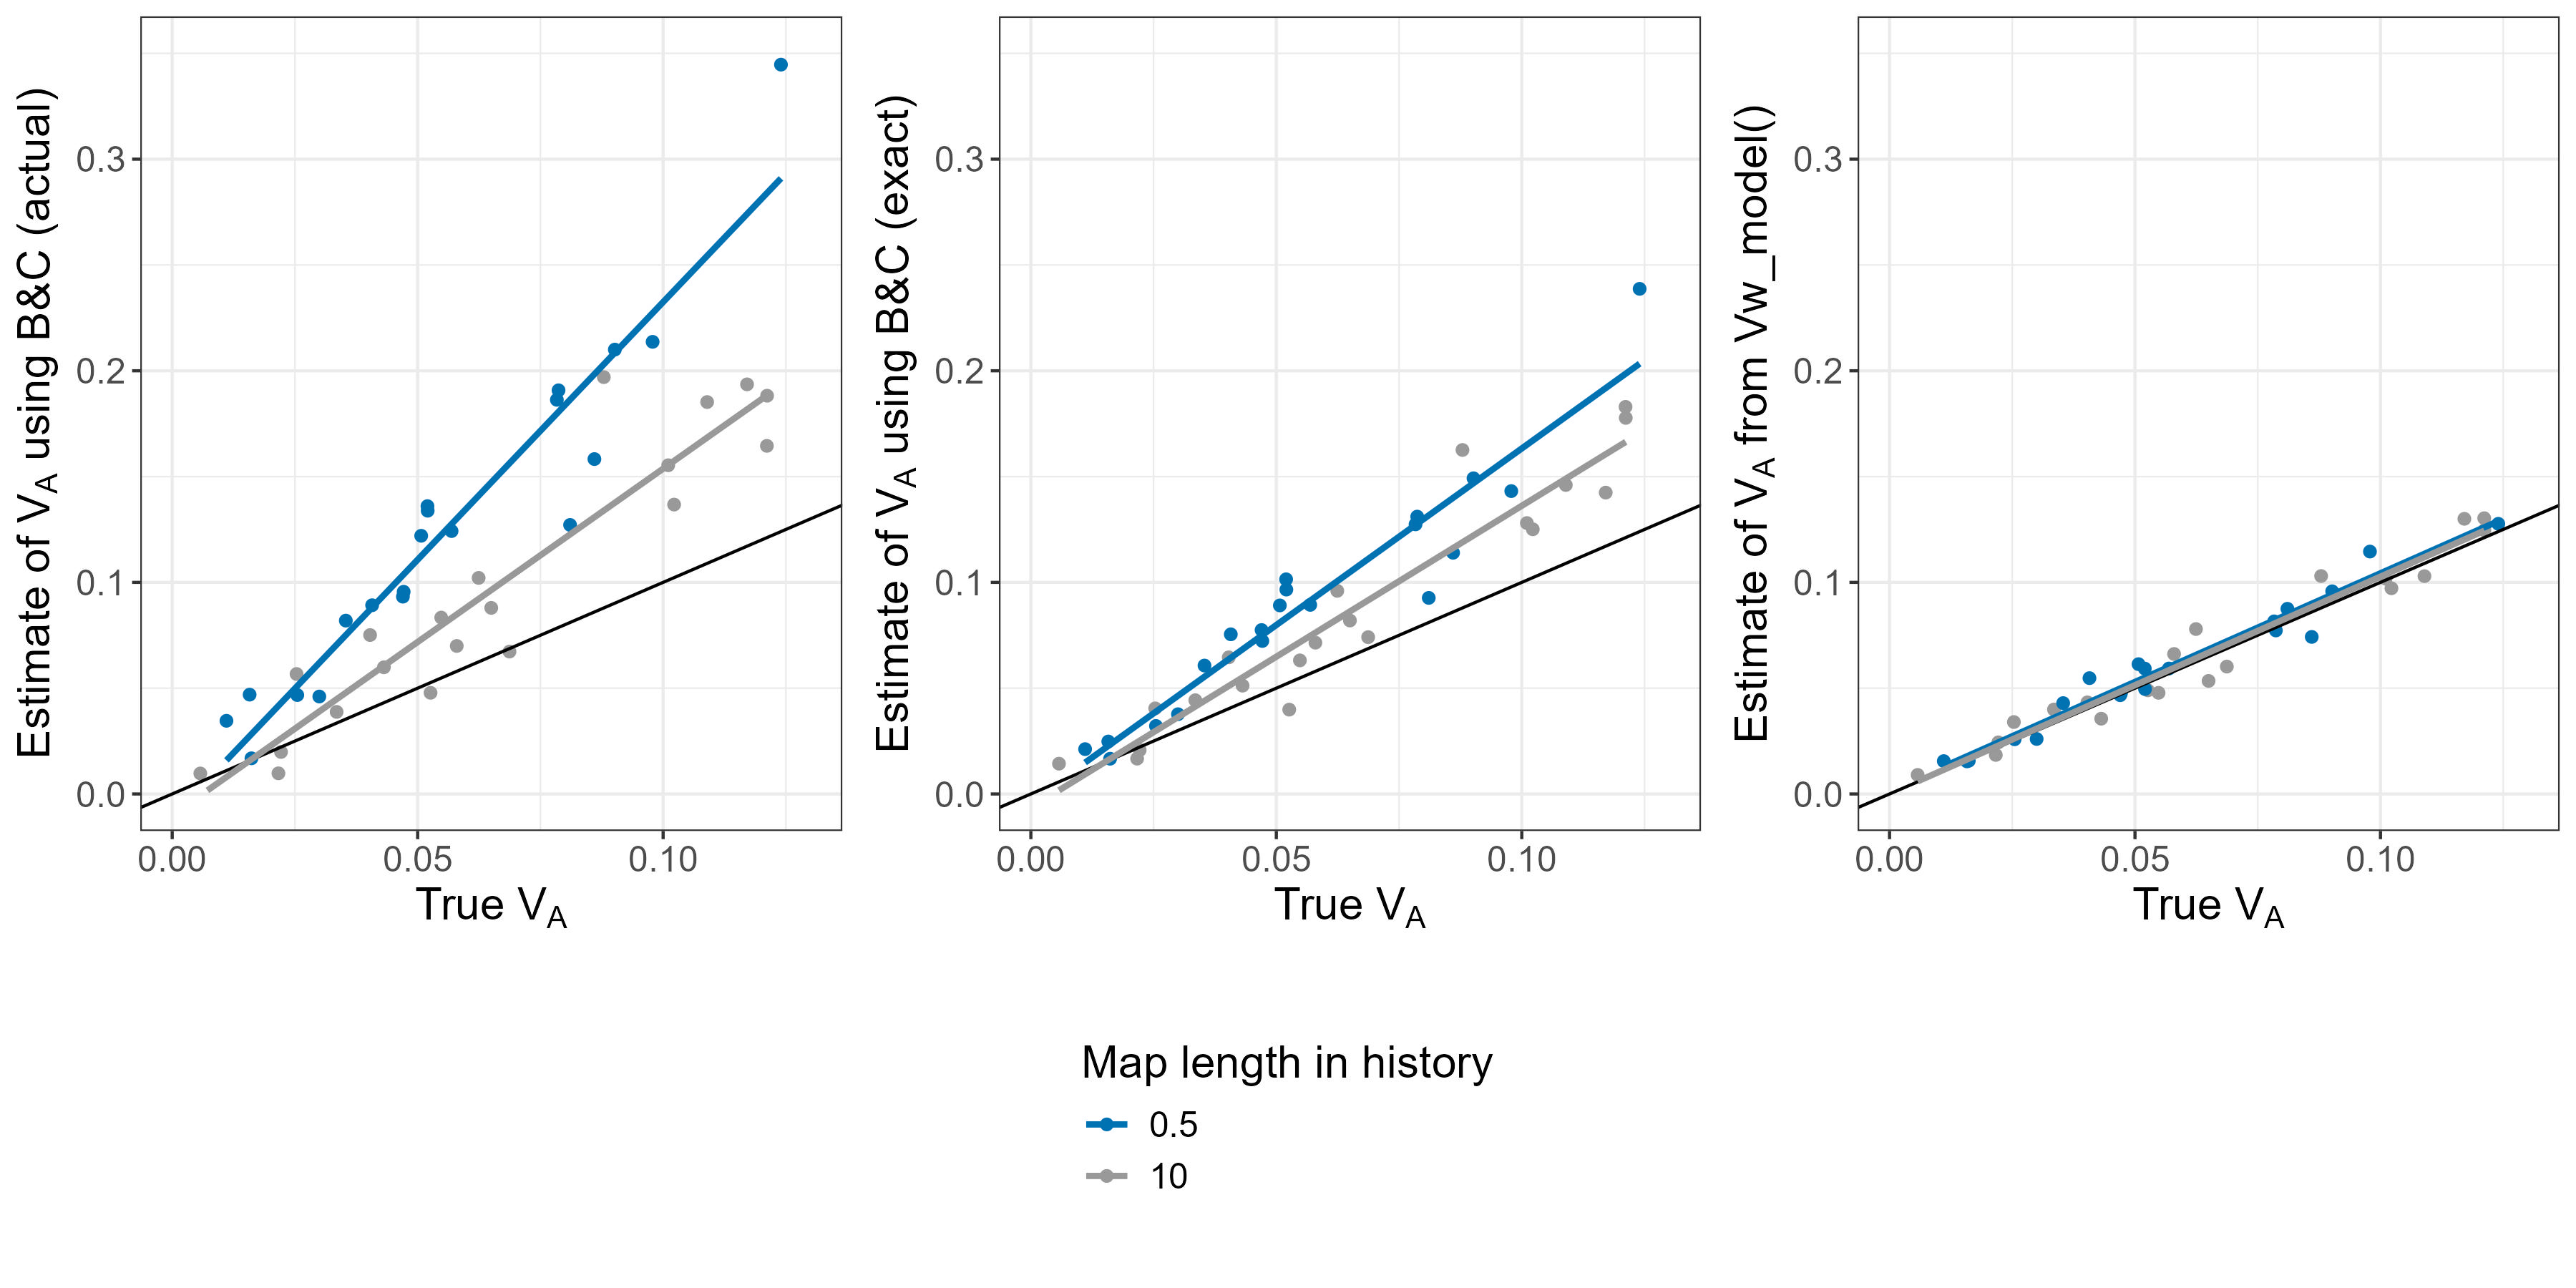 Estimate of VA using B&C (actual)
0.3
0.2
0.1
0.0
0.00 0.05 0.10
True VA
Estimate of VA using B&C (exact)
0.3
0.2
0.1
0.0
0.00 0.05 0.10
True VA
Estimate of VA from Vw_model()
0.3
0.2
0.1
0.0
0.00 0.05 0.10
True VA
Map length in history
0.5
10